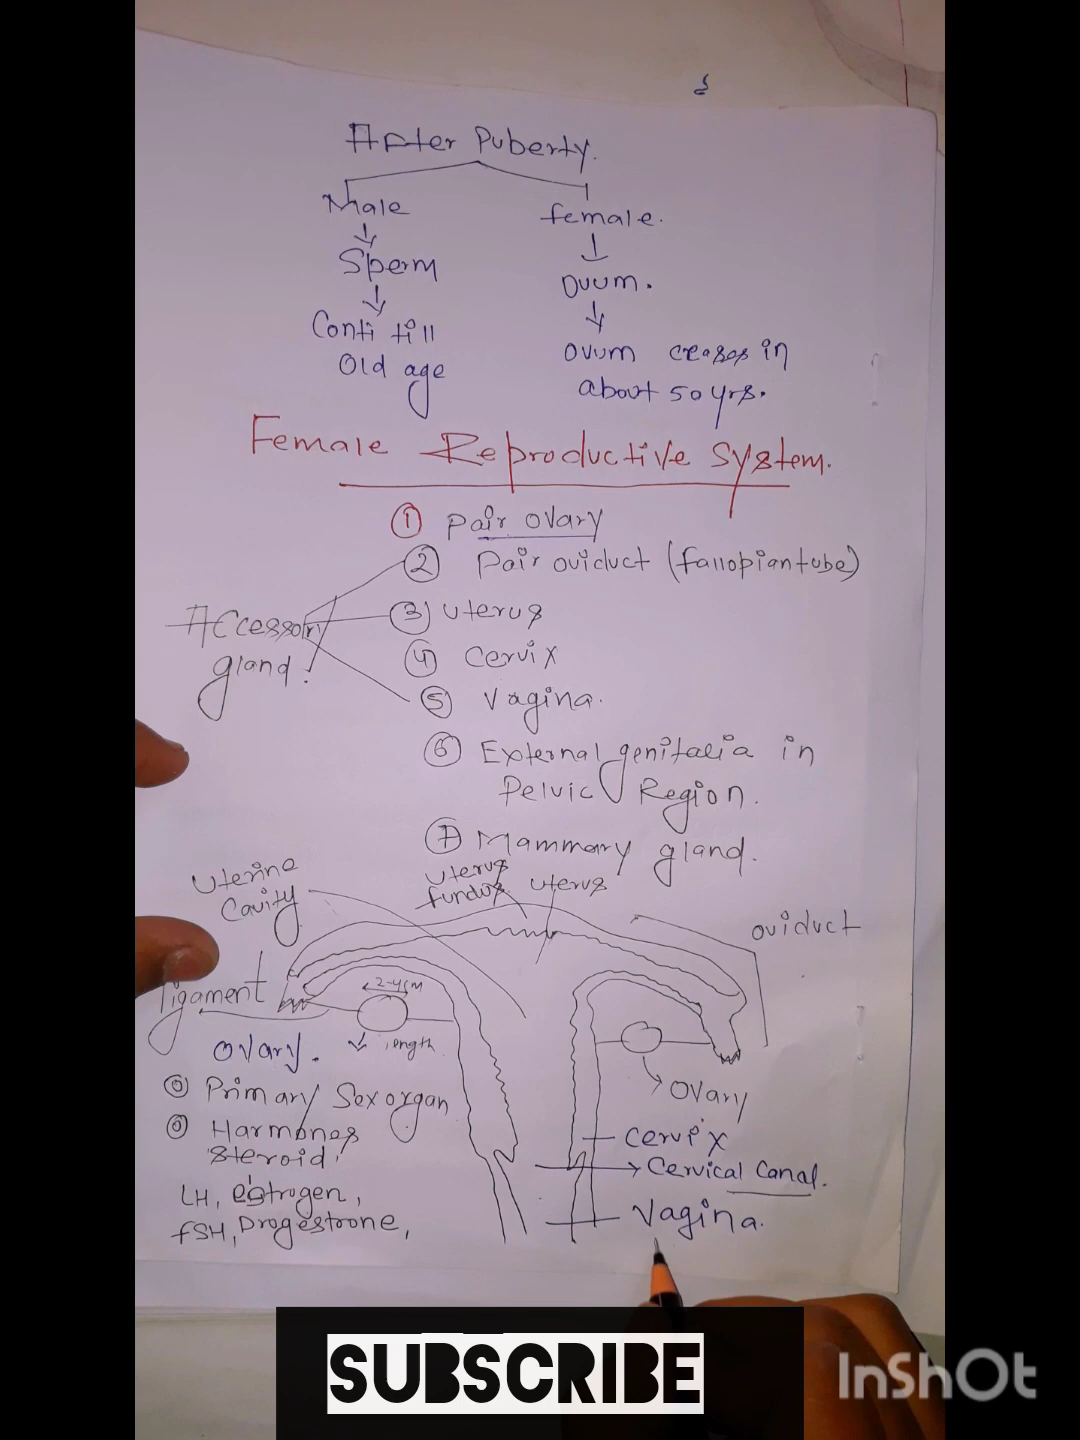 After Puberty.
Male
female.
Sperm
Ovum.
Conti till
Old age
Ovum creases in
about 50 yrs.
Female Reproductive System.
① Pair ovary
② Pair oviduct (fallopian tube)
③ Uterus
④ Cervix
⑤ Vagina.
Accessory
gland.
⑥ External genitalia in
Pelvic Region.
⑦ Mammary gland.
Uterine
Cavity
Uterus
fundus
uterus
oviduct
ligament
2-4cm
length
Ovary.
Ovary
Primary Sex organ
Harmones
Steroid
LH, estrogen,
FSH, Progestrone,
Cervix
Cervical Canal.
Vagina.
SUBSCRIBE
InShOt